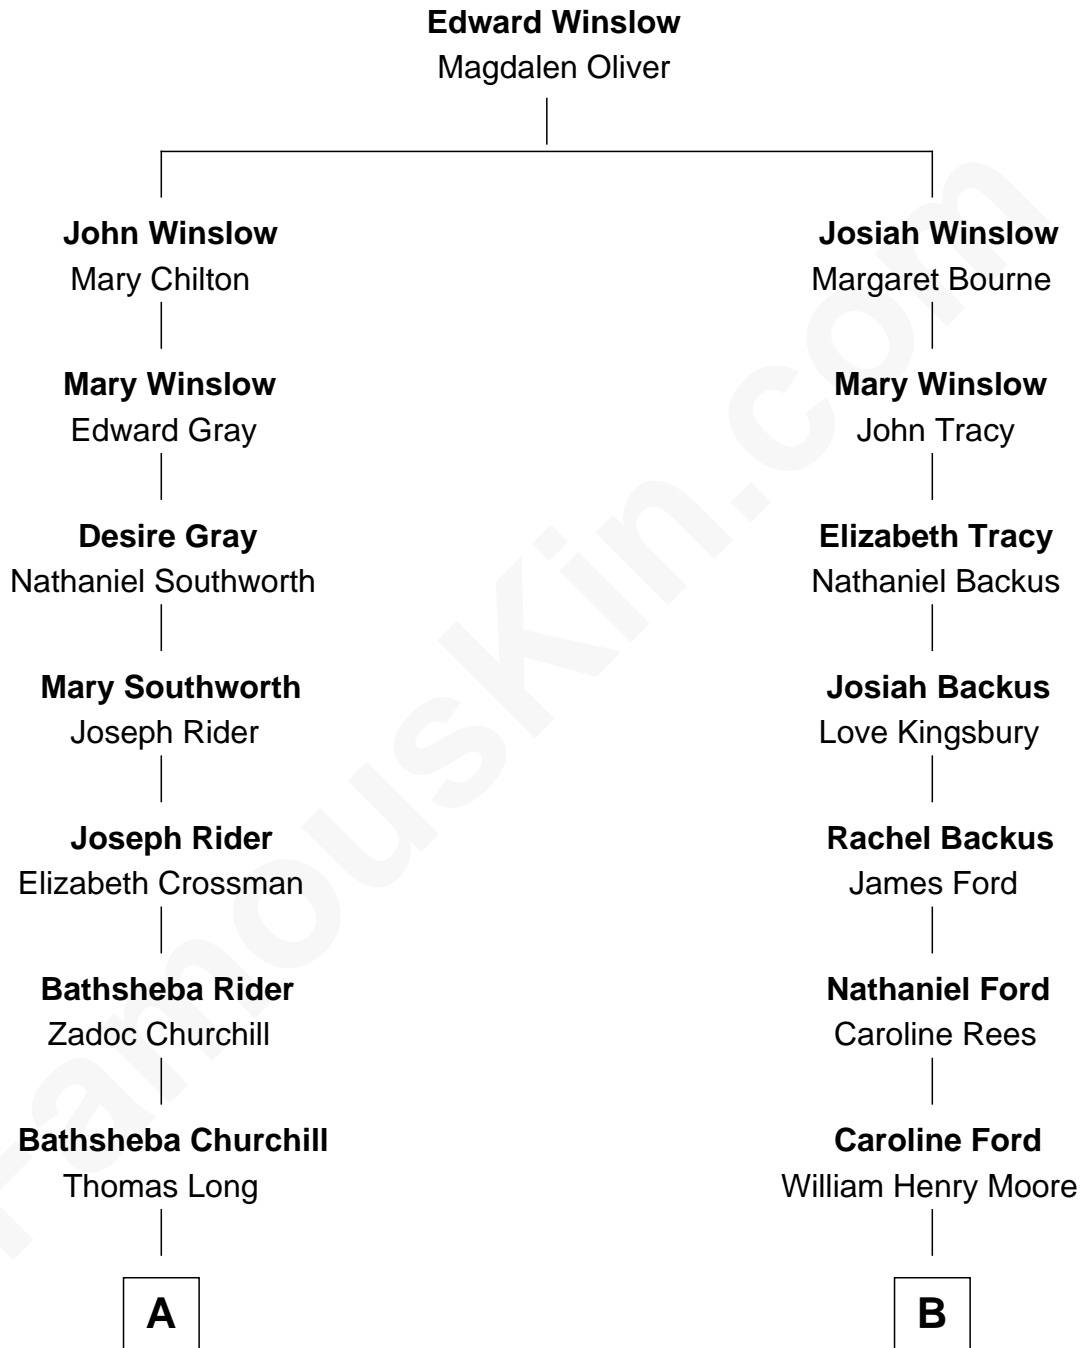 Edward Winslow
Magdalen Oliver
John Winslow
Mary Chilton
Josiah Winslow
Margaret Bourne
Mary Winslow
Edward Gray
Mary Winslow
John Tracy
Desire Gray
Nathaniel Southworth
Elizabeth Tracy
Nathaniel Backus
Mary Southworth
Joseph Rider
Josiah Backus
Love Kingsbury
Joseph Rider
Elizabeth Crossman
Rachel Backus
James Ford
Bathsheba Rider
Zadoc Churchill
Nathaniel Ford
Caroline Rees
Bathsheba Churchill
Thomas Long
Caroline Ford
William Henry Moore
A
B
FamousKin.com